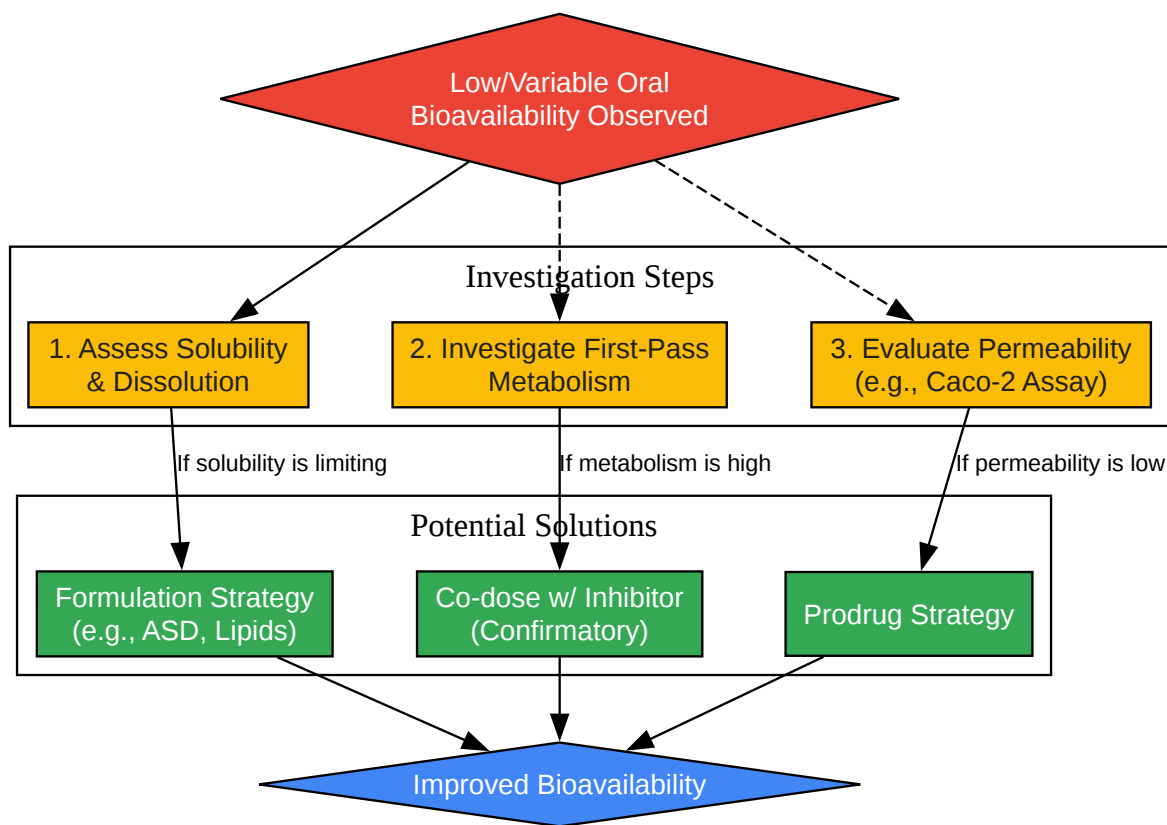 Low/Variable Oral
Bioavailability Observed
Investigation Steps
1. Assess Solubility
& Dissolution
2. Investigate First-Pass
Metabolism
3. Evaluate Permeability
(e.g., Caco-2 Assay)
If solubility is limiting
If metabolism is high
If permeability is low
Potential Solutions
Formulation Strategy
(e.g., ASD, Lipids)
Co-dose w/ Inhibitor
(Confirmatory)
Prodrug Strategy
Improved Bioavailability